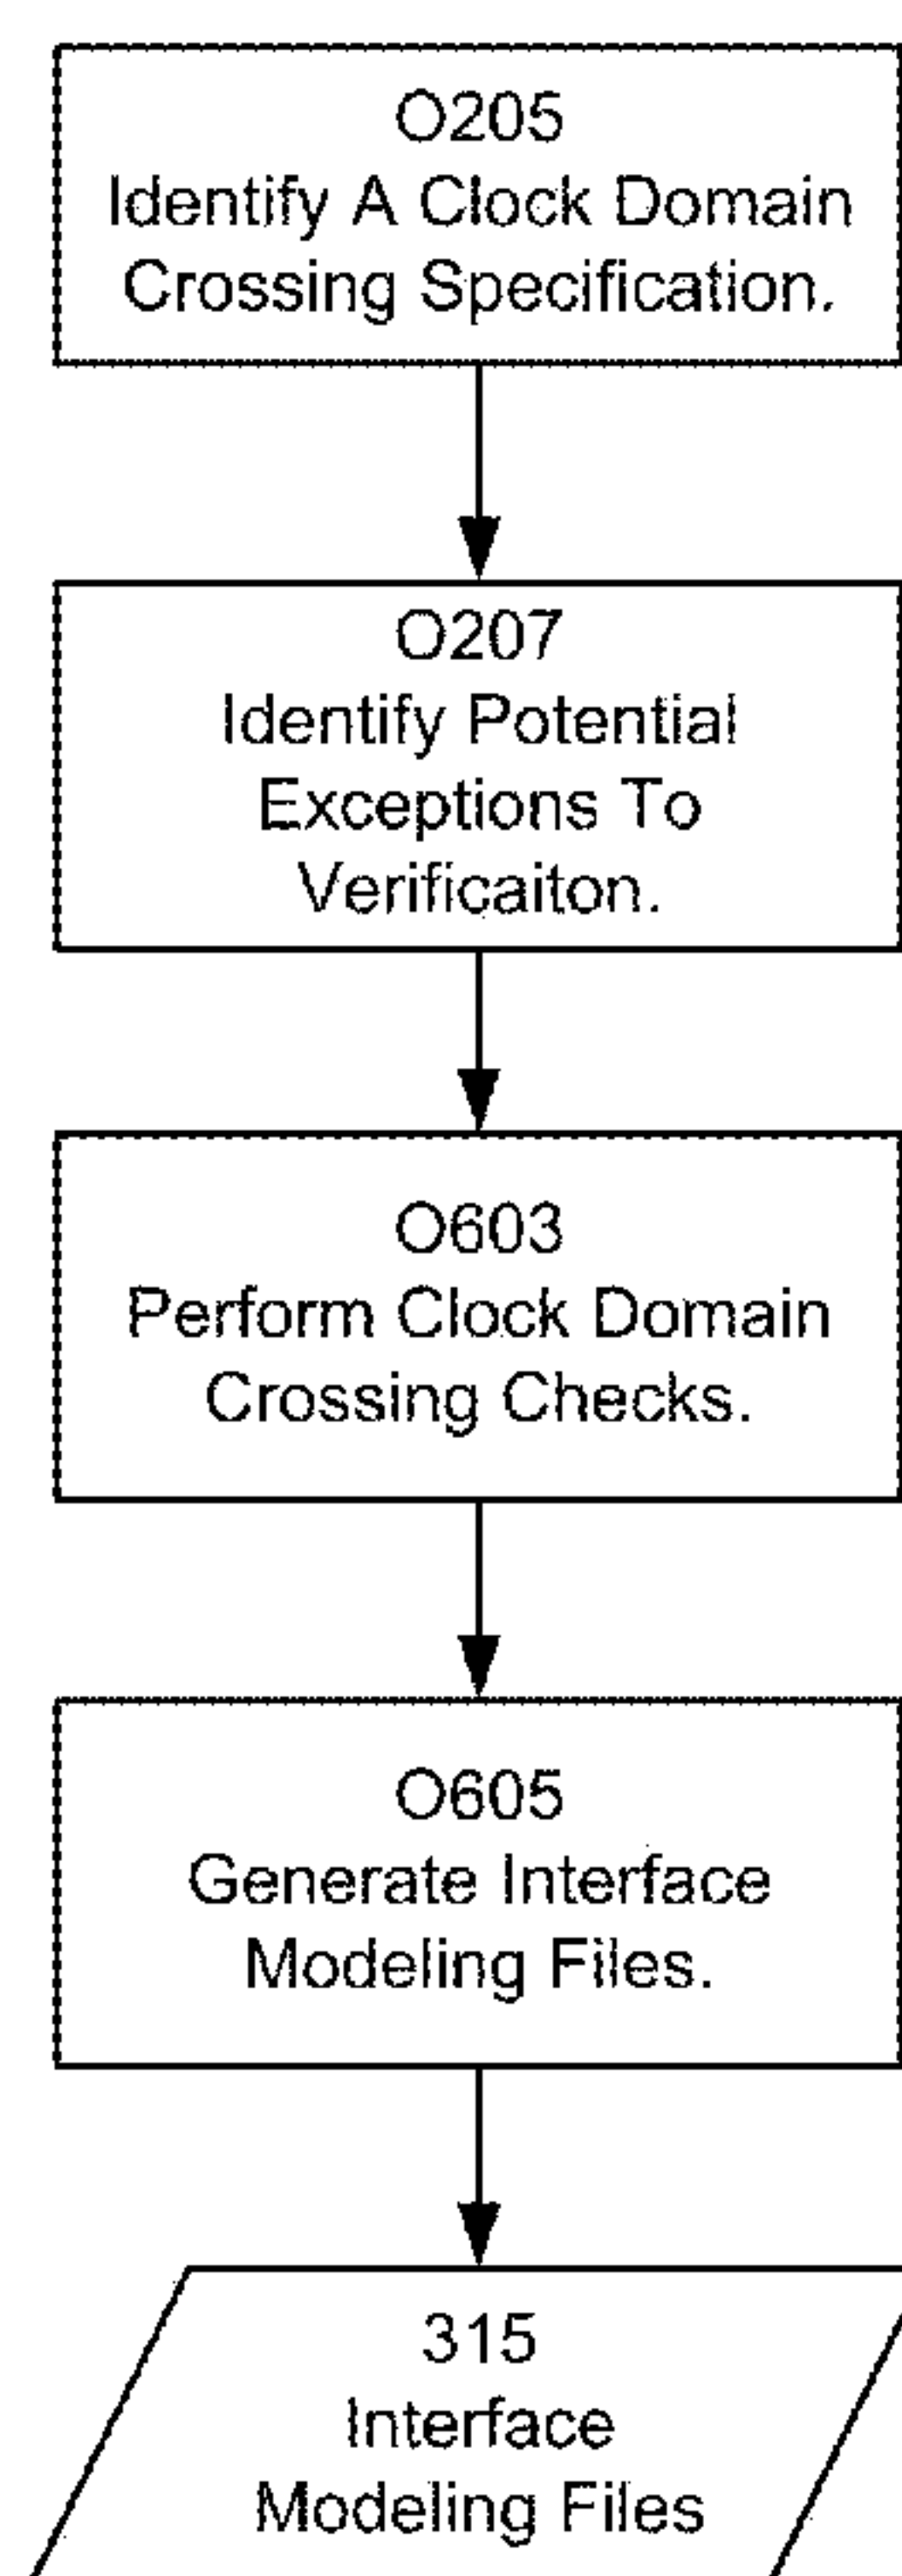 O205
Identify A Clock Domain
Crossing Specification.
O207
Identify Potential
Exceptions To
Verificaiton.
O603
Perform Clock Domain
Crossing Checks.
O605
Generate Interface
Modeling Files.
315
Interface
Modeling Files